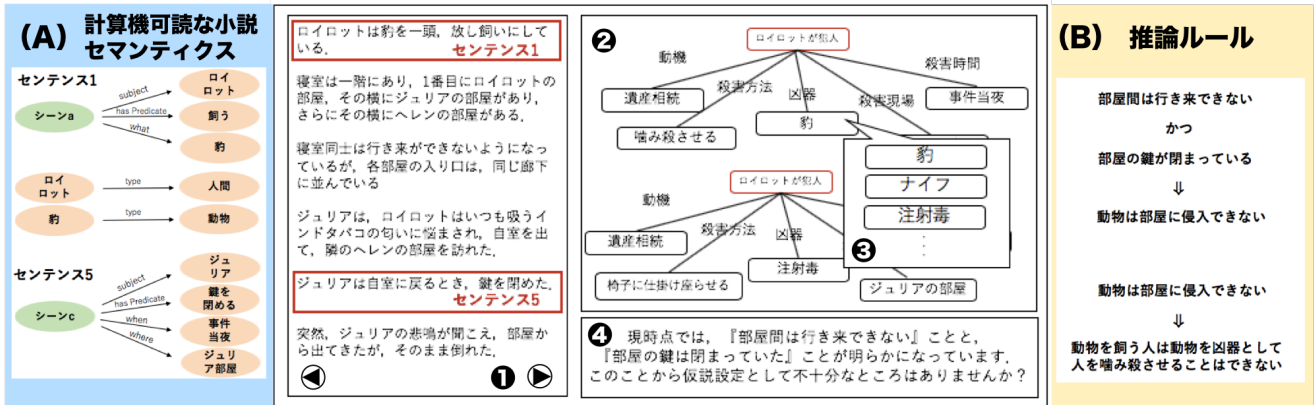 (A) 計算機可読な小説
セマンティクス
センテンス1
シーンa
subject
has Predicate
what
ロイ
ロット
飼う
豹
ロイ
ロット
type
人間
豹
type
動物
センテンス5
シーンc
subject
has Predicate
when
where
ジュ
リア
鍵を
閉める
事件
当夜
ジュリ
ア部屋
ロイロットは豹を一頭，放し飼いにして
いる．
センテンス1
寝室は一階にあり，1番目にロイロットの
部屋，その横にジュリアの部屋があり，
さらにその横にヘレンの部屋がある．
寝室同士は行き来ができないようになっ
ているが，各部屋の入り口は，同じ廊下
に並んでいる
ジュリアは，ロイロットはいつも吸うイ
ンドタバコの匂いに悩まされ，自室を出
て，隣のヘレンの部屋を訪れた．
ジュリアは自室に戻るとき，鍵を閉めた．
センテンス5
突然，ジュリアの悲鳴が聞こえ，部屋か
ら出てきたが，そのまま倒れた．
❶
❷
ロイロットが犯人
動機
殺害方法
凶器
殺害現場
殺害時間
遺産相続
噛み殺させる
豹
事件当夜
豹
ナイフ
注射毒
❸
ロイロットが犯人
動機
殺害方法
凶器
遺産相続
椅子に仕掛け座らせる
注射毒
ジュリアの部屋
❹ 現時点では，『部屋間は行き来できない』ことと，
『部屋の鍵は閉まっていた』ことが明らかになっています．
このことから仮説設定として不十分なところはありませんか？
(B) 推論ルール
部屋間は行き来できない
かつ
部屋の鍵が閉まっている
⇓
動物は部屋に侵入できない
動物は部屋に侵入できない
⇓
動物を飼う人は動物を凶器として
人を噛み殺させることはできない